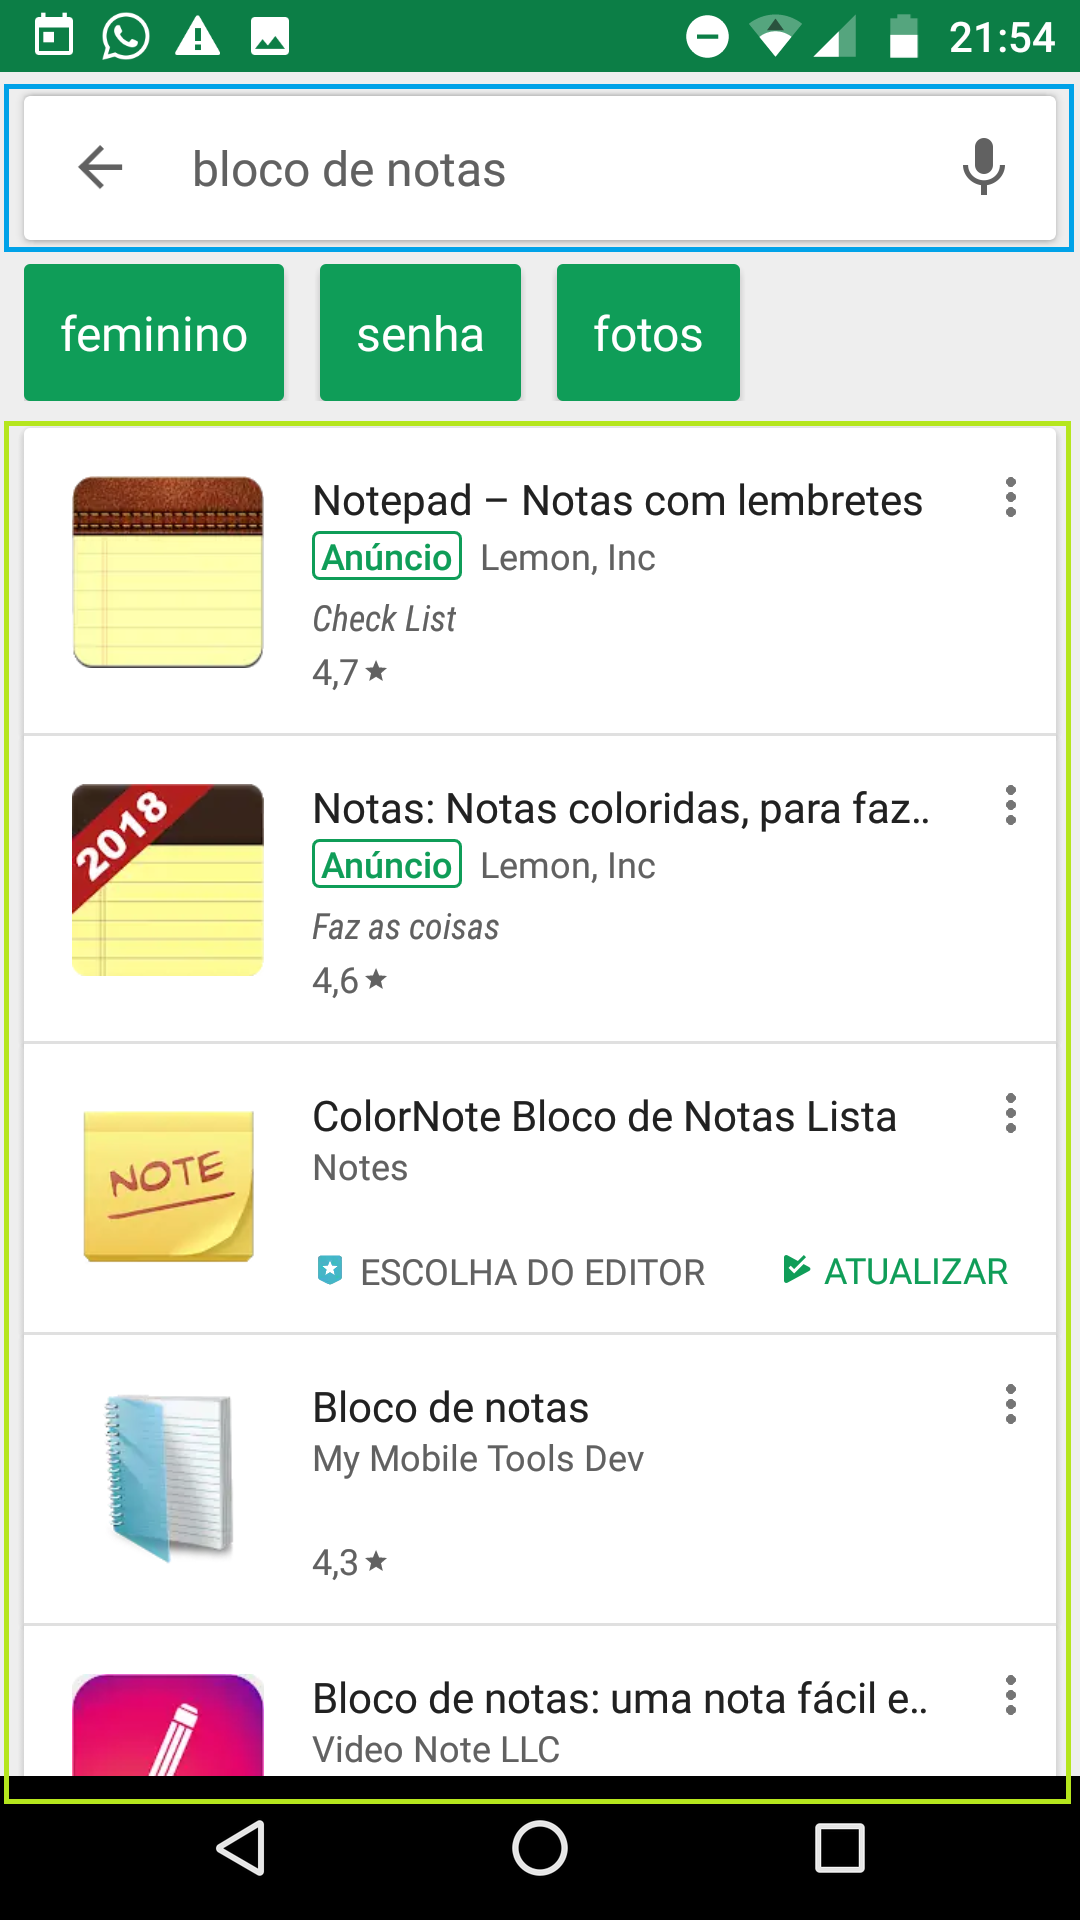 21:54
bloco de notas
feminino
senha
fotos
Notepad – Notas com lembretes
Anúncio Lemon, Inc
Check List
4,7
2018
Notas: Notas coloridas, para faz..
Anúncio Lemon, Inc
Faz as coisas
4,6
NOTE
ColorNote Bloco de Notas Lista
Notes
ESCOLHA DO EDITOR
ATUALIZAR
Bloco de notas
My Mobile Tools Dev
4,3
Bloco de notas: uma nota fácil e..
Video Note LLC